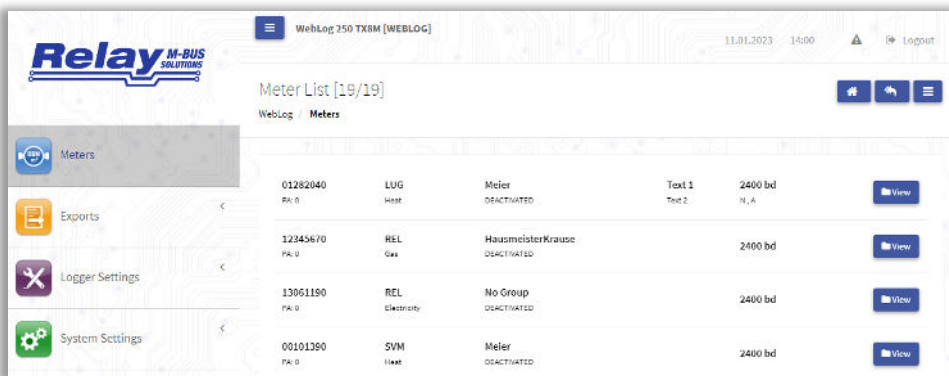 Relay M-BUS SOLUTIONS
WebLog 250 TX8M [WEBLOG]
11.01.2023 14:00 Logout
Meter List [19/19]
WebLog / Meters
Meters
Exports
Logger Settings
System Settings
01282040 LUG Meier Text 1 2400 bd View
PA: 0 Heat DEACTIVATED Text 2 N , A
12345670 REL HausmeisterKrause 2400 bd View
PA: 0 Gas DEACTIVATED
13061190 REL No Group 2400 bd View
PA: 0 Electricity DEACTIVATED
00101390 SVM Meier 2400 bd View
PA: 0 Heat DEACTIVATED